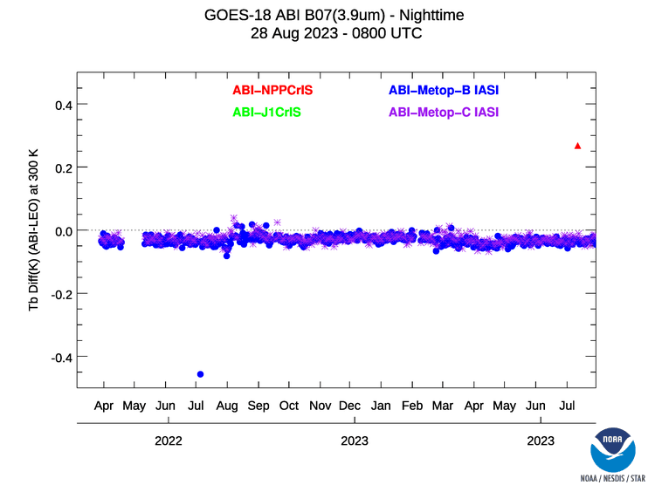 GOES-18 ABI B07(3.9um) - Nighttime
28 Aug 2023 - 0800 UTC
ABI-NPPCrIS ABI-Metop-B IASI
ABI-J1CrIS ABI-Metop-C IASI
Tb Diff(K) (ABI-LEO) at 300 K
0.4
0.2
0.0
-0.2
-0.4
Apr May Jun Jul Aug Sep Oct Nov Dec Jan Feb Mar Apr May Jun Jul
2022 2023 2023
NOAA
NOAA / NESDIS / STAR